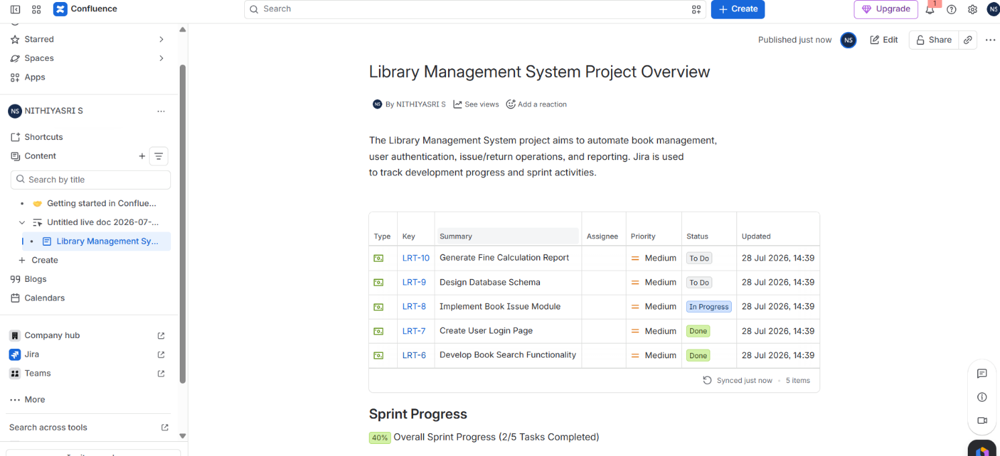 Confluence
Search
+ Create
Upgrade
1
NS
Starred
Spaces
Apps
NS NITHIYASRI S
Shortcuts
Content
Search by title
Getting started in Conflue...
Untitled live doc 2026-07-...
Library Management Sy...
+ Create
Blogs
Calendars
Company hub
Jira
Teams
More
Search across tools
Published just now
NS
Edit
Share
Library Management System Project Overview
NS By NITHIYASRI S See views Add a reaction
The Library Management System project aims to automate book management,
user authentication, issue/return operations, and reporting. Jira is used
to track development progress and sprint activities.
Type Key Summary Assignee Priority Status Updated
LRT-10 Generate Fine Calculation Report Medium To Do 28 Jul 2026, 14:39
LRT-9 Design Database Schema Medium To Do 28 Jul 2026, 14:39
LRT-8 Implement Book Issue Module Medium In Progress 28 Jul 2026, 14:39
LRT-7 Create User Login Page Medium Done 28 Jul 2026, 14:39
LRT-6 Develop Book Search Functionality Medium Done 28 Jul 2026, 14:39
Synced just now • 5 items
Sprint Progress
40% Overall Sprint Progress (2/5 Tasks Completed)